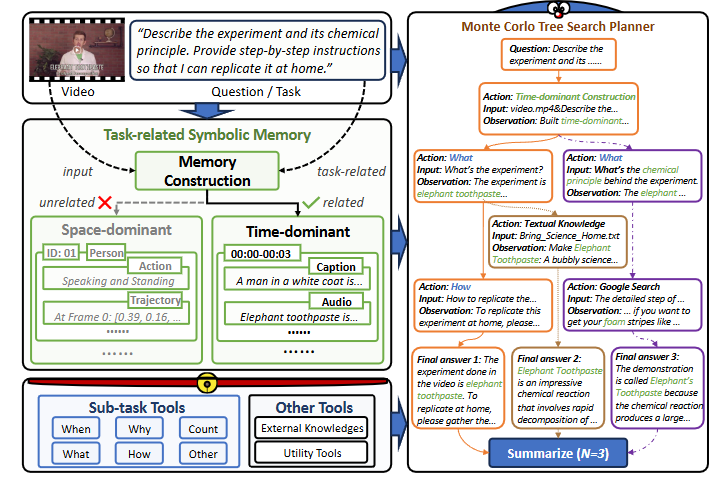 ELEPHANT TOOTHPASTE
Video
“Describe the experiment and its chemical
principle. Provide step-by-step instructions
so that I can replicate it at home.”
Question / Task
Task-related Symbolic Memory
input
Memory
Construction
task-related
unrelated
related
Space-dominant
ID: 01
Person
Action
Speaking and Standing
Trajectory
At Frame 0: [0.39, 0.16, ...
......
......
Time-dominant
00:00-00:03
Caption
A man in a white coat is...
Audio
Elephant toothpaste is...
......
......
Sub-task Tools
When
Why
Count
What
How
Other
Other Tools
External Knowledges
Utility Tools
Monte Corlo Tree Search Planner
Question: Describe the
experiment and its ......
Action: Time-dominant Construction
Input: video.mp4&Describe the...
Observation: Built time-dominant...
Action: What
Input: What's the experiment?
Observation: The experiment is
elephant toothpaste...
Action: What
Input: What's the chemical
principle behind the experiment.
Observation: The elephant ...
Action: Textual Knowledge
Input: Bring_Science_Home.txt
Observation: Make Elephant
Toothpaste: A bubbly science...
Action: How
Input: How to replicate the...
Observation: To replicate this
experiment at home, please...
Action: Google Search
Input: The detailed step of ...
Observation: ... if you want to
get your foam stripes like ...
Final answer 1: The
experiment done in
the video is elephant
toothpaste. To
replicate at home,
please gather the...
Final answer 2:
Elephant Toothpaste
is an impressive
chemical reaction
that involves rapid
decomposition of ...
Final answer 3: The
demonstration is
called Elephant's
Toothpaste because
the chemical reaction
produces a large...
Summarize (N=3)